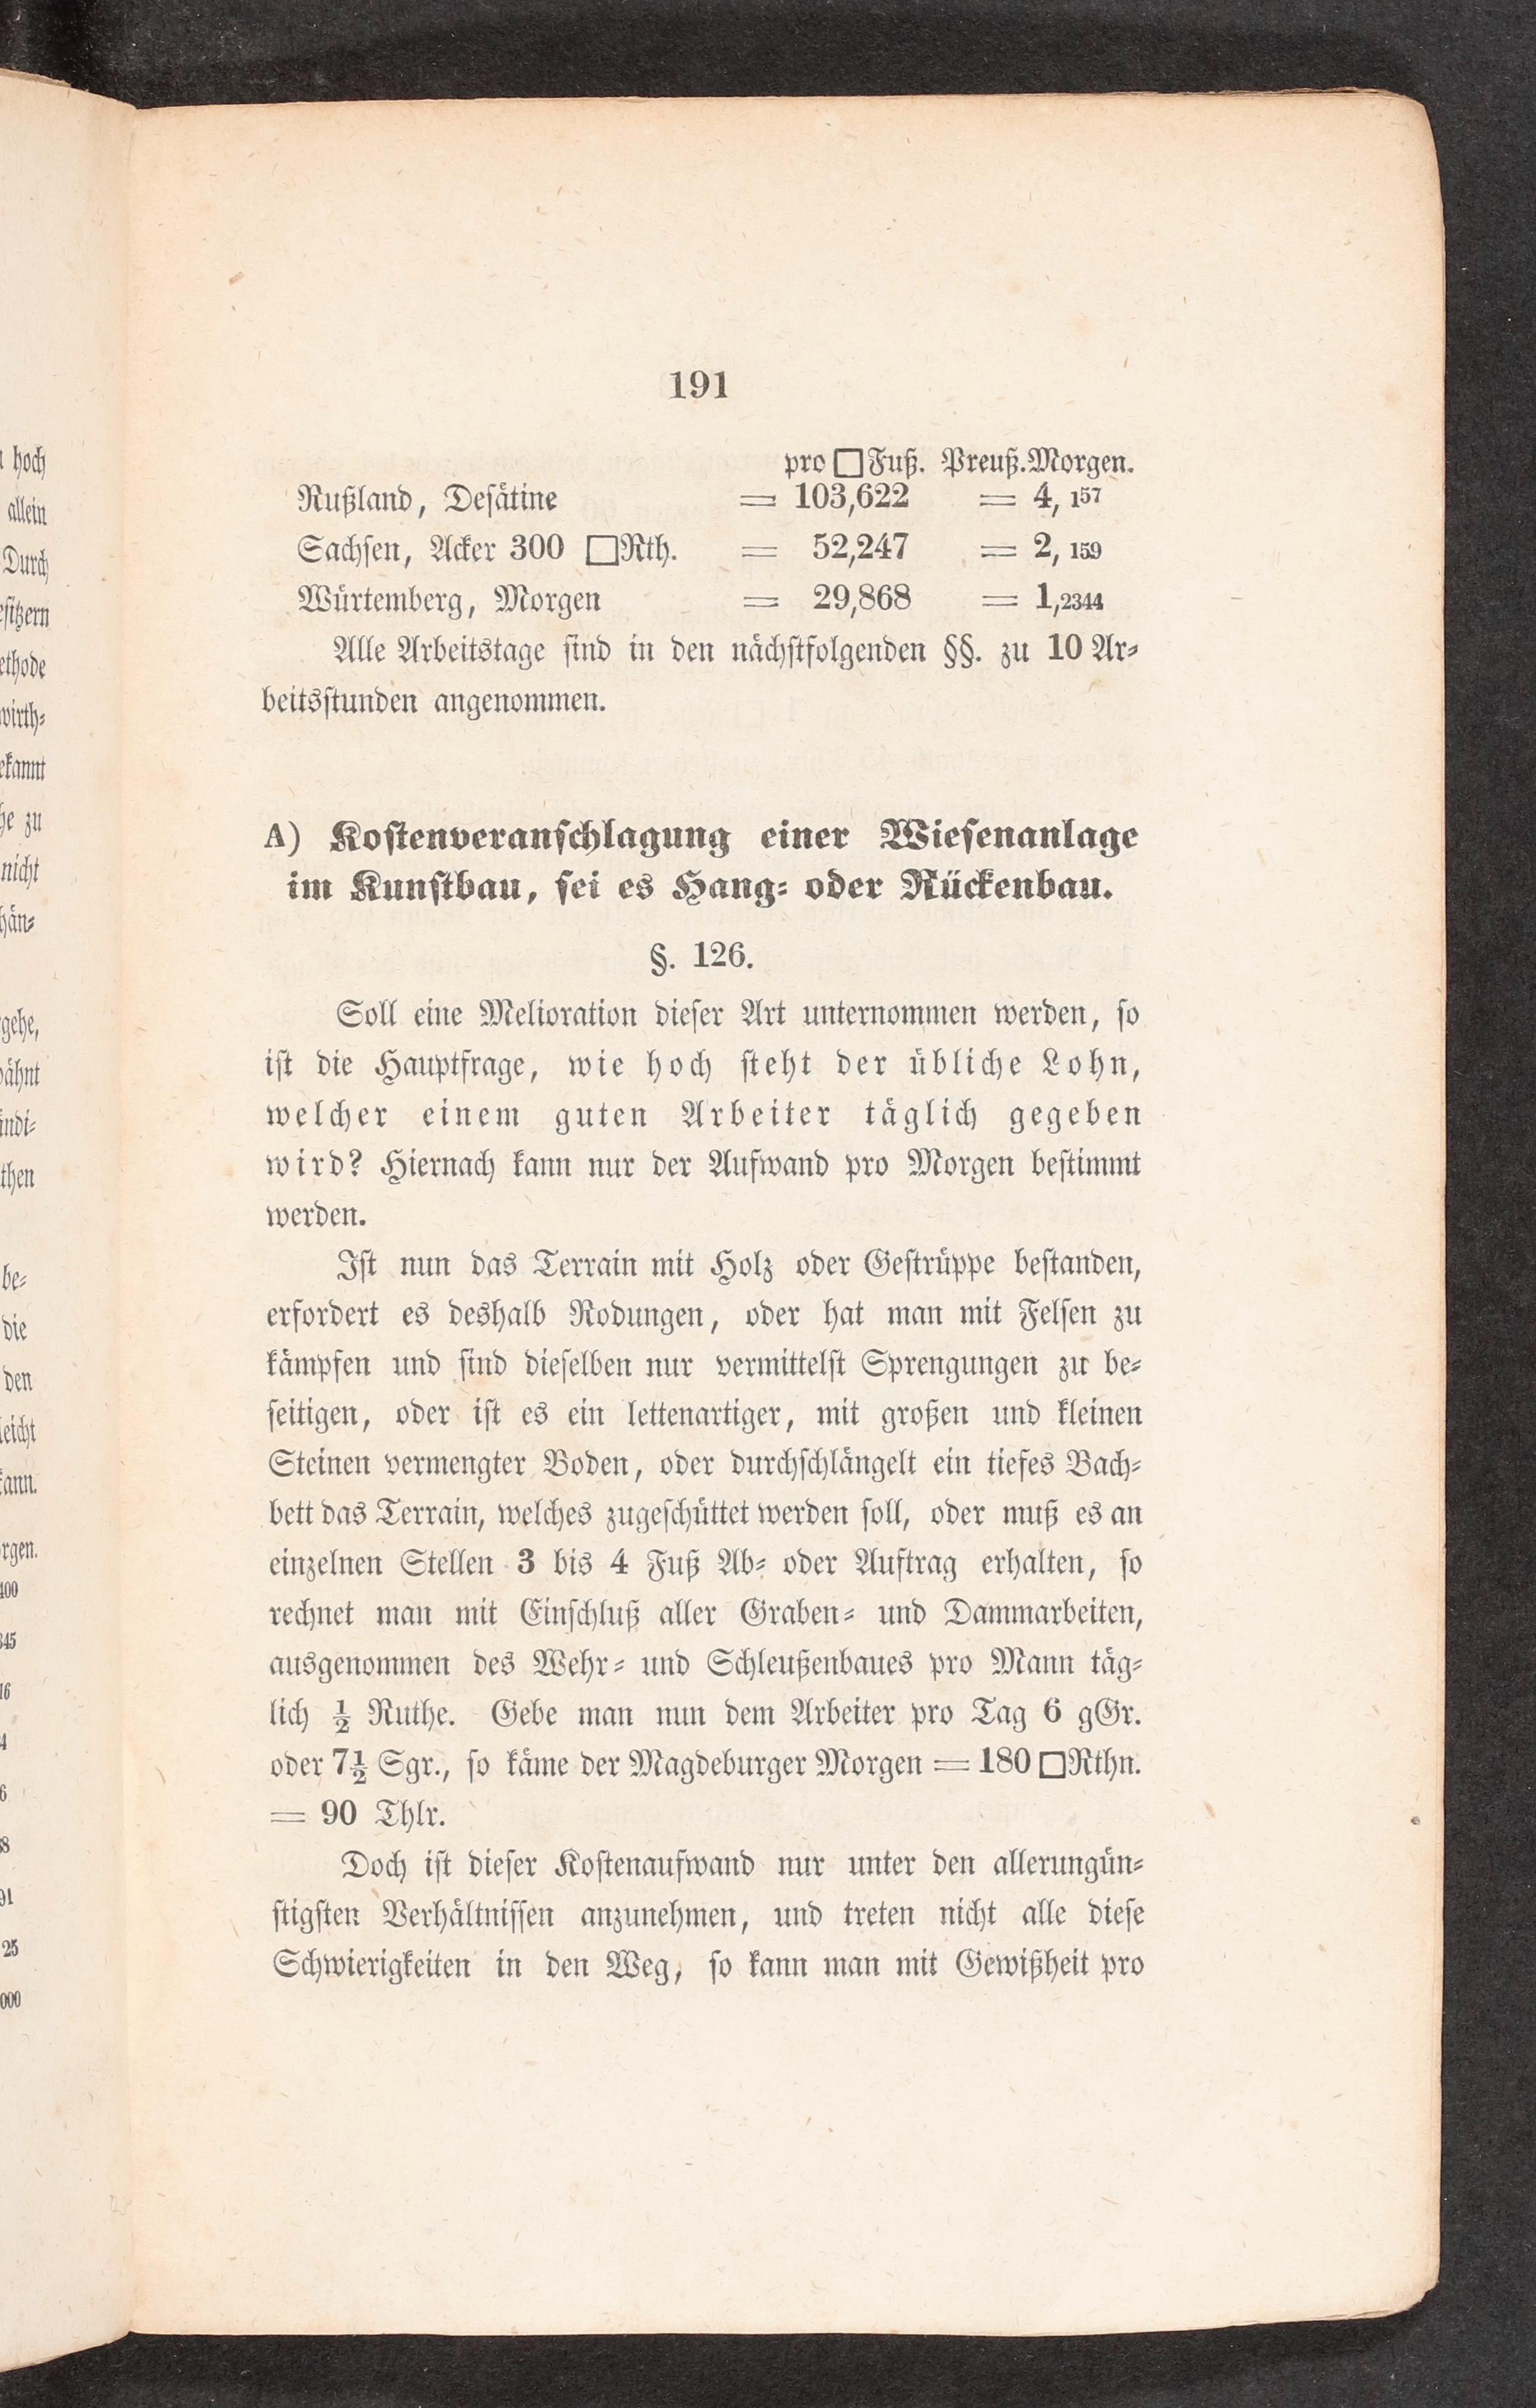 191
pro □Fuß. Preuß. Morgen.
Rußland, Desätine = 103,622 = 4,157
Sachsen, Acker 300 □Rth. = 52,247 = 2,159
Würtemberg, Morgen = 29,868 = 1,2344
Alle Arbeitstage sind in den nächstfolgenden §§. zu 10 Ar-
beitsstunden angenommen.
A) Kostenveranschlagung einer Wiesenanlage
im Kunstbau, sei es Hang- oder Rückenbau.
§. 126.
Soll eine Melioration dieser Art unternommen werden, so
ist die Hauptfrage, wie hoch steht der übliche Lohn,
welcher einem guten Arbeiter täglich gegeben
wird? Hiernach kann nur der Aufwand pro Morgen bestimmt
werden.
Ist nun das Terrain mit Holz oder Gestrüppe bestanden,
erfordert es deshalb Rodungen, oder hat man mit Felsen zu
kämpfen und sind dieselben nur vermittelst Sprengungen zu be-
seitigen, oder ist es ein lettenartiger, mit großen und kleinen
Steinen vermengter Boden, oder durchschlängelt ein tiefes Bach-
bett das Terrain, welches zugeschüttet werden soll, oder muß es an
einzelnen Stellen 3 bis 4 Fuß Ab- oder Auftrag erhalten, so
rechnet man mit Einschluß aller Graben- und Dammarbeiten,
ausgenommen des Wehr- und Schleußenbaues pro Mann täg-
lich ½ Ruthe. Gebe man nun dem Arbeiter pro Tag 6 gGr.
oder 7½ Sgr., so käme der Magdeburger Morgen = 180 □Rthn.
= 90 Thlr.
Doch ist dieser Kostenaufwand nur unter den allerungün-
stigsten Verhältnissen anzunehmen, und treten nicht alle diese
Schwierigkeiten in den Weg, so kann man mit Gewißheit pro